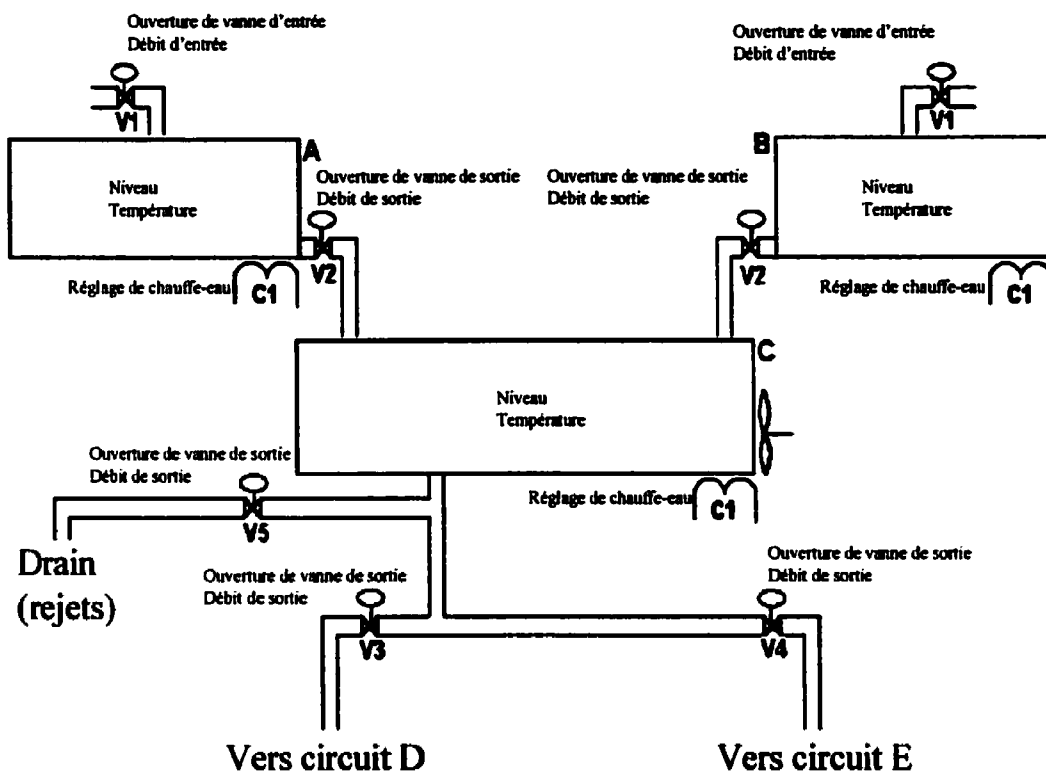 Ouverture de vanne d'entrée
Débit d'entrée
Ouverture de vanne d'entrée
Débit d'entrée
V1
V1
A
B
Niveau
Température
Ouverture de vanne de sortie
Débit de sortie
Ouverture de vanne de sortie
Débit de sortie
Niveau
Température
V2
V2
Réglage de chauffe-eau
C1
Réglage de chauffe-eau
C1
C
Niveau
Température
Ouverture de vanne de sortie
Débit de sortie
Réglage de chauffe-eau
C1
V5
Drain
(rejets)
Ouverture de vanne de sortie
Débit de sortie
Ouverture de vanne de sortie
Débit de sortie
V3
V4
Vers circuit D
Vers circuit E